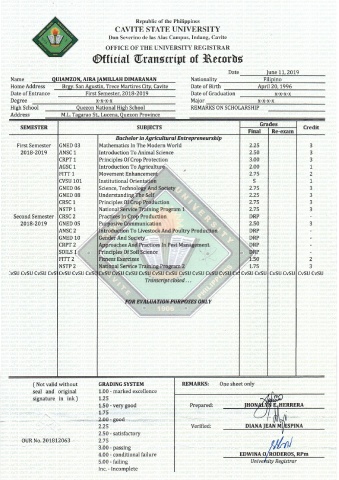 Republic of the Philippines
CAVITE STATE UNIVERSITY
Don Severino de las Alas Campus, Indang, Cavite
OFFICE OF THE UNIVERSITY REGISTRAR
Official Transcript of Records
Date June 11, 2019
Name QUIAMZON, AIRA JAMILLAH DIMARANAN Nationality Filipino
Home Address Brgy. San Agustin, Trece Martires City, Cavite Date of Birth April 20, 1996
Date of Entrance First Semester, 2018-2019 Date of Graduation x-x-x-x
Degree x-x-x-x Major x-x-x-x
High School Quezon National High School REMARKS ON SCHOLARSHIP
Address M.L. Tagarao St., Lucena, Quezon Province
SEMESTER SUBJECTS Grades Credit
Final Re-exam
Bachelor in Agricultural Entrepreneurship
First Semester GNED 03 Mathematics In The Modern World 2.25 3
2018-2019 ANSC 1 Introduction To Animal Science 2.50 3
CRPT 1 Principles Of Crop Protection 3.00 3
AGSC 1 Introduction To Agriculture 2.00 3
FITT 1 Movement Enhancement 2.75 2
CVSU 101 Institutional Orientation S 1
GNED 06 Science, Technology And Society 2.75 3
GNED 08 Understanding The Self 2.25 3
CRSC 1 Principles Of Crop Production 2.75 3
NSTP 1 National Service Training Program 1 2.75 3
Second Semester CRSC 2 Practices In Crop Production DRP -
2018-2019 GNED 05 Purposive Communication 2.50 3
ANSC 2 Introduction To Livestock And Poultry Production DRP -
GNED 10 Gender And Society DRP -
CRPT 2 Approaches And Practices In Pest Management DRP -
SOILS 1 Principles Of Soil Science DRP -
FITT 2 Fitness Exercises 1.50 2
NSTP 2 National Service Training Program 2 1.75 3
CvSU CvSU CvSU CvSU CvSU CvSU CvSU CvSU CvSU CvSU CvSU CvSU CvSU CvSU CvSU CvSU
Transcript closed
FOR EVALUATION PURPOSES ONLY
( Not valid without GRADING SYSTEM REMARKS: One sheet only
seal and original 1.00 - marked excellence
signature in ink.) 1.25
1.50 - very good Prepared: HERRERA
1.75
2.00 - good
2.25 Verified: DIANA JEAN M. ESPINA
2.50 - satisfactory
OUR No. 201812063 2.75
3.00 - passing
4.00 - conditional failure EDWINA O. RODEROS, RPm
5.00 - failing University Registrar
Inc. - Incomplete